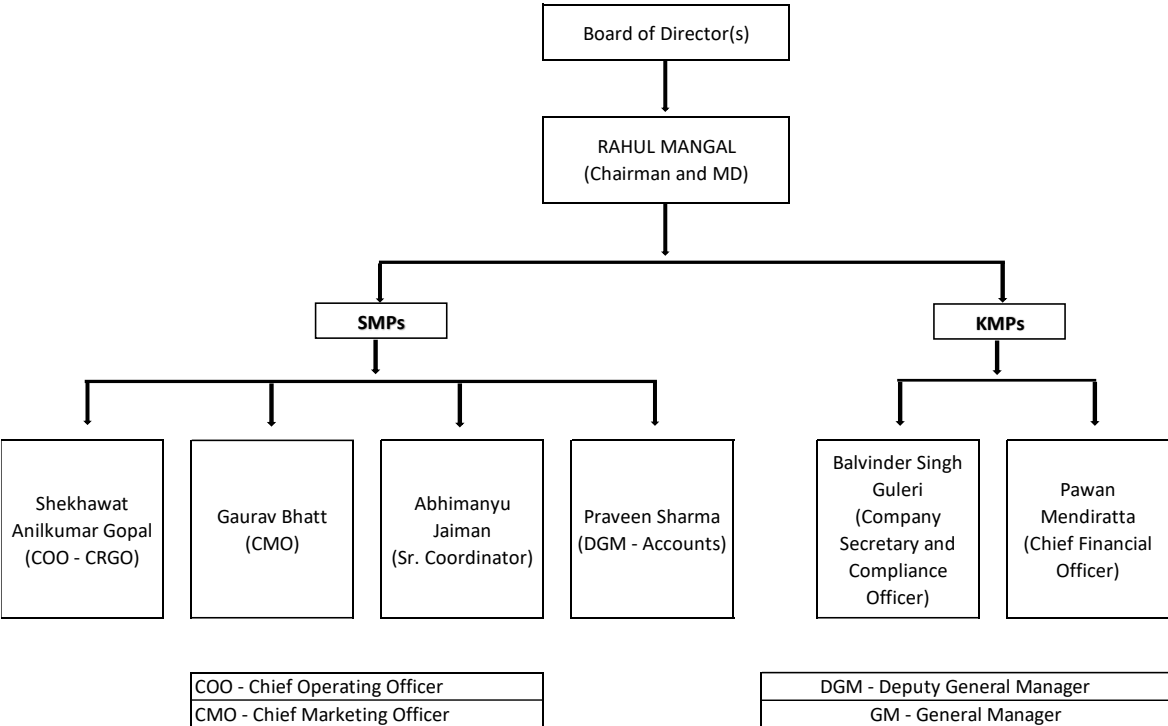 Board of Director(s)
RAHUL MANGAL
(Chairman and MD)
SMPs
KMPs
Shekhawat
Anilkumar Gopal
(COO - CRGO)
Gaurav Bhatt
(CMO)
Abhimanyu
Jaiman
(Sr. Coordinator)
Praveen Sharma
(DGM - Accounts)
Balvinder Singh
Guleri
(Company
Secretary and
Compliance
Officer)
Pawan
Mendiratta
(Chief Financial
Officer)
COO - Chief Operating Officer
CMO - Chief Marketing Officer
DGM - Deputy General Manager
GM - General Manager